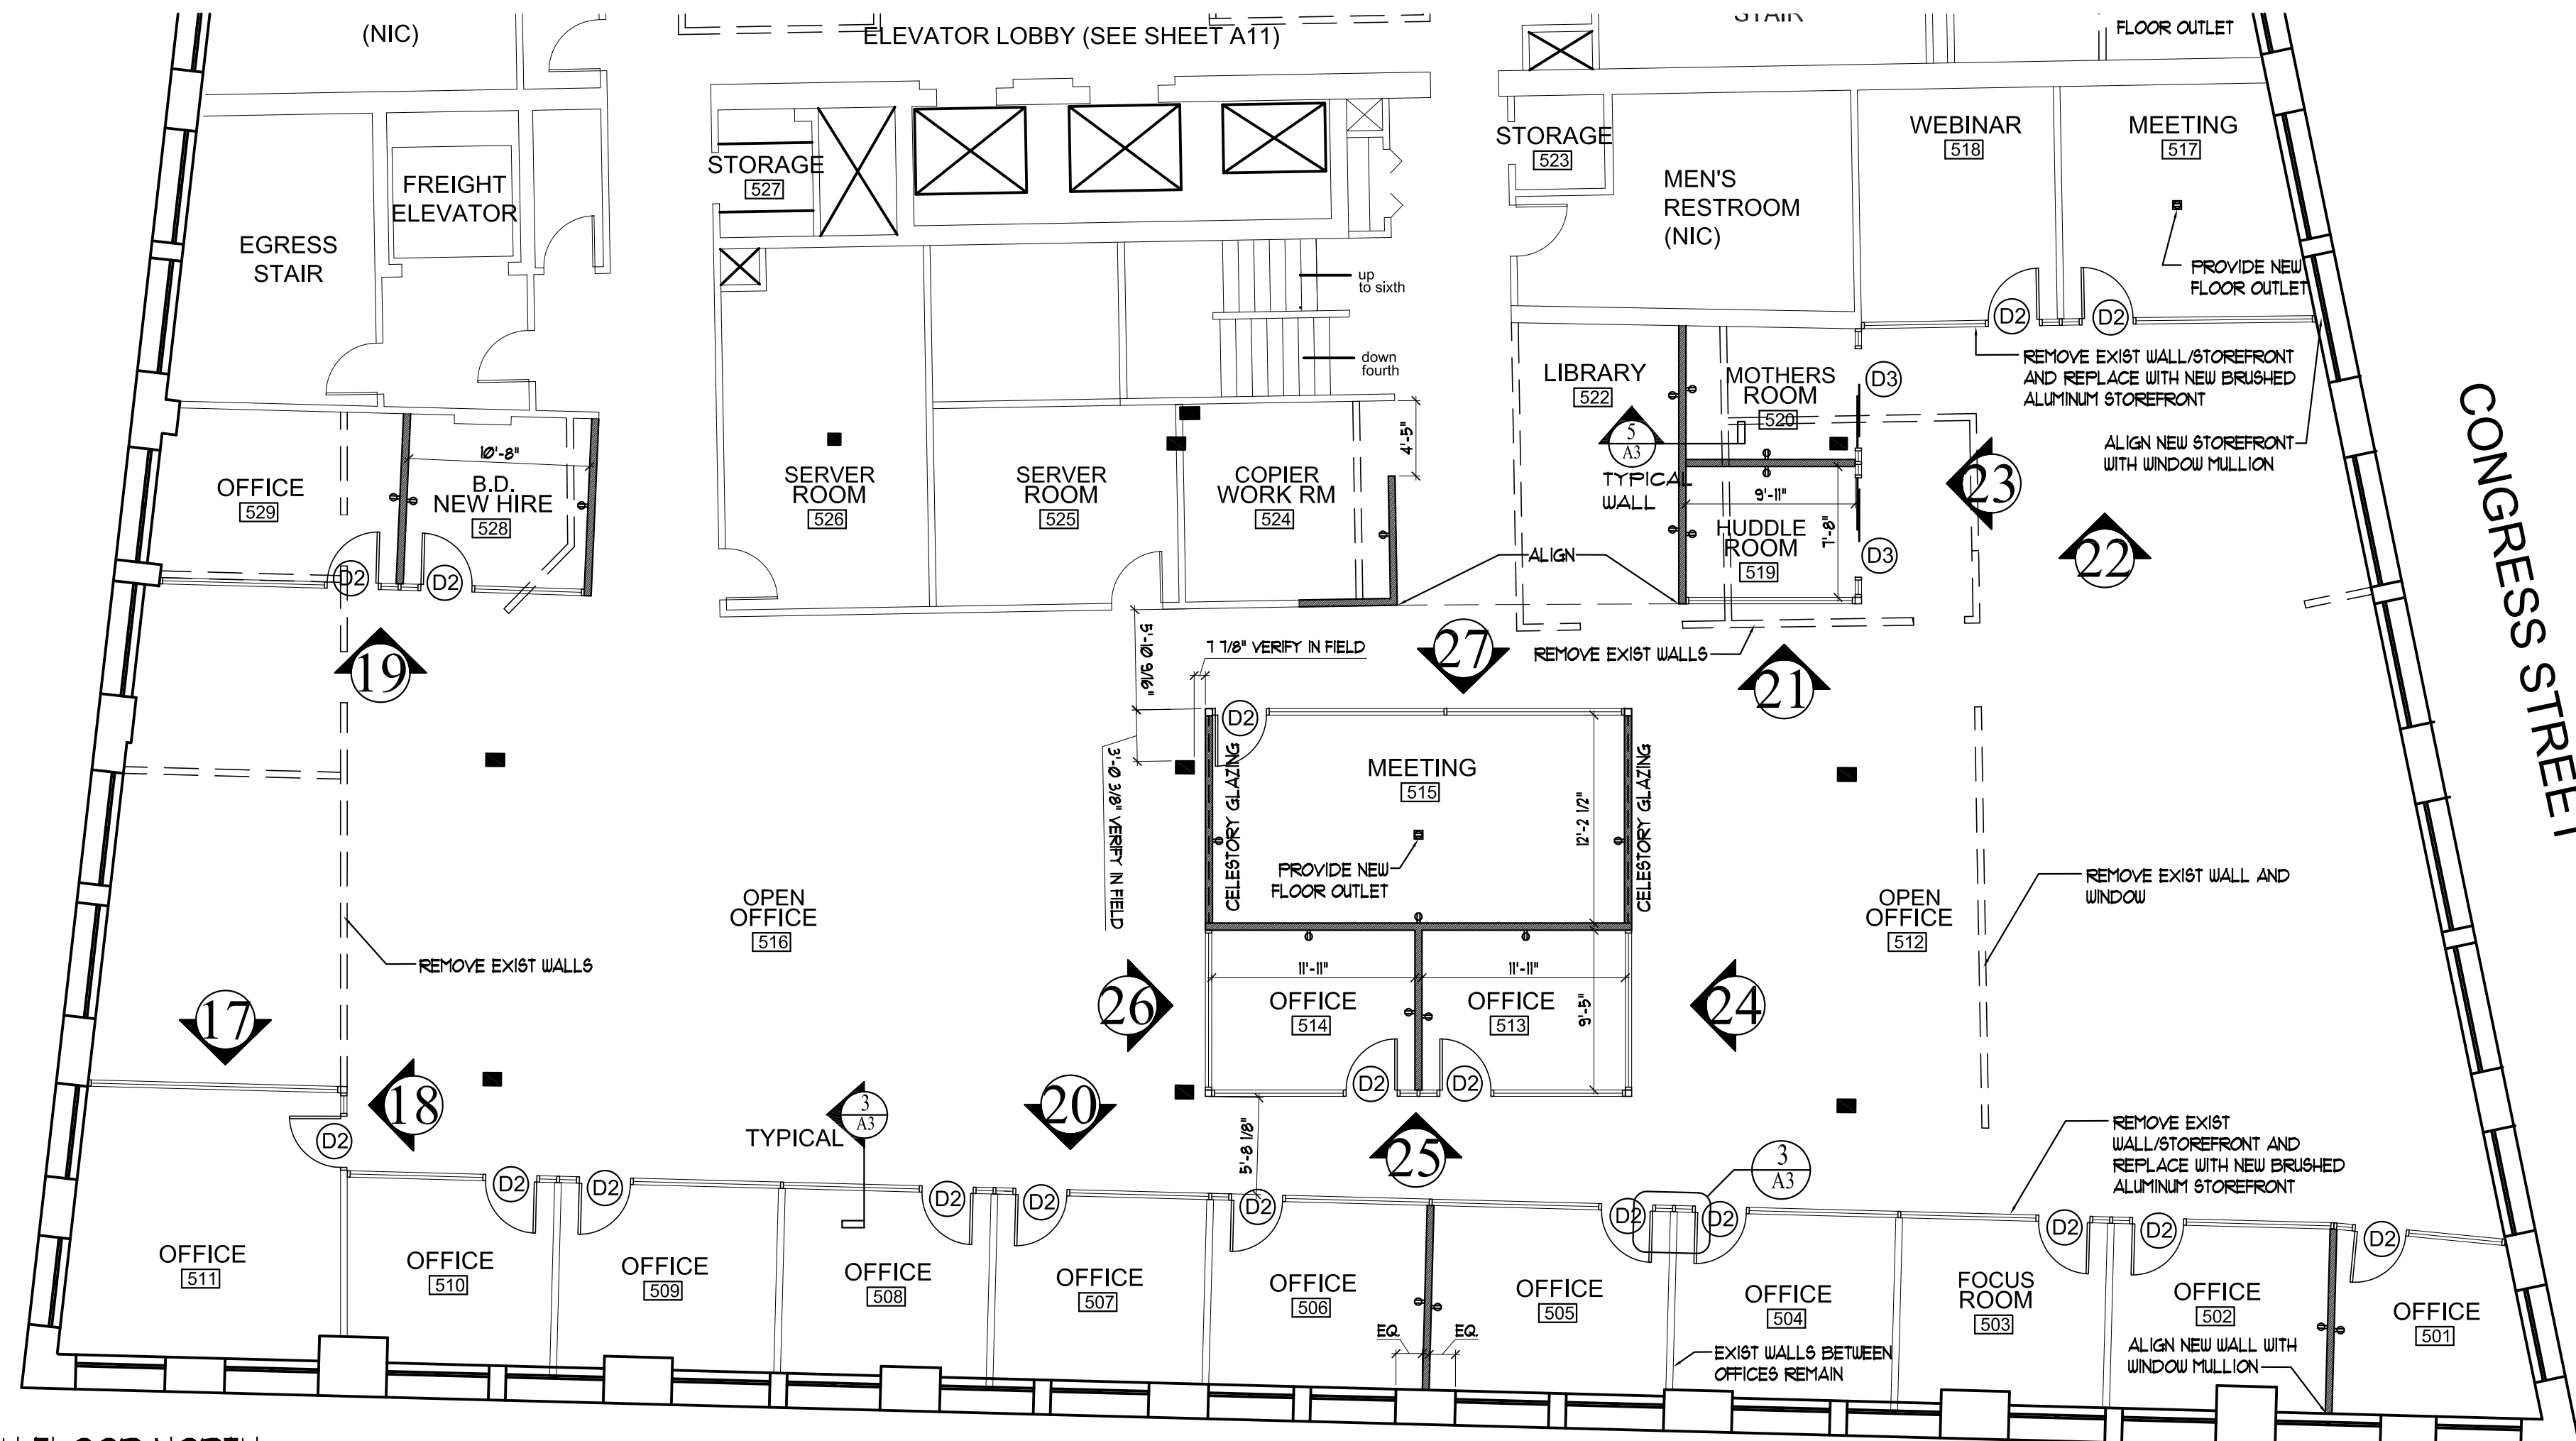 (NIC)
ELEVATOR LOBBY (SEE SHEET A11)
STAIR
FLOOR OUTLET
STORAGE
527
STORAGE
523
WEBINAR
518
MEETING
517
FREIGHT
ELEVATOR
EGRESS
STAIR
MEN'S
RESTROOM
(NIC)
PROVIDE NEW
FLOOR OUTLET
up
to sixth
down
fourth
D2
D2
REMOVE EXIST WALL/STOREFRONT
AND REPLACE WITH NEW BRUSHED
ALUMINUM STOREFRONT
ALIGN NEW STOREFRONT
WITH WINDOW MULLION
CONGRESS STREET
LIBRARY
522
MOTHERS
ROOM
520
D3
5
A3
TYPICAL
WALL
9'-11"
7'-8"
HUDDLE
ROOM
519
D3
23
22
OFFICE
529
10'-8"
B.D.
NEW HIRE
528
D2
D2
SERVER
ROOM
526
SERVER
ROOM
525
COPIER
WORK RM
524
4'-5"
ALIGN
19
5'-10 9/16"
7 7/8" VERIFY IN FIELD
27
REMOVE EXIST WALLS
21
3'-0 3/8" VERIFY IN FIELD
D2
CELESTORY GLAZING
MEETING
515
12'-2 1/2"
CELESTORY GLAZING
PROVIDE NEW
FLOOR OUTLET
OPEN
OFFICE
516
REMOVE EXIST WALLS
OPEN
OFFICE
512
REMOVE EXIST WALL AND
WINDOW
17
18
26
11'-11"
11'-11"
OFFICE
514
OFFICE
513
9'-5"
24
D2
D2
20
25
5'-8 1/8"
TYPICAL
3
A3
3
A3
REMOVE EXIST
WALL/STOREFRONT AND
REPLACE WITH NEW BRUSHED
ALUMINUM STOREFRONT
D2
D2
D2
D2
D2
D2
D2
D2
D2
D2
D2
OFFICE
511
OFFICE
510
OFFICE
509
OFFICE
508
OFFICE
507
OFFICE
506
OFFICE
505
OFFICE
504
FOCUS
ROOM
503
OFFICE
502
OFFICE
501
EQ.
EQ.
EXIST WALLS BETWEEN
OFFICES REMAIN
ALIGN NEW WALL WITH
WINDOW MULLION
FLOOR NORTH